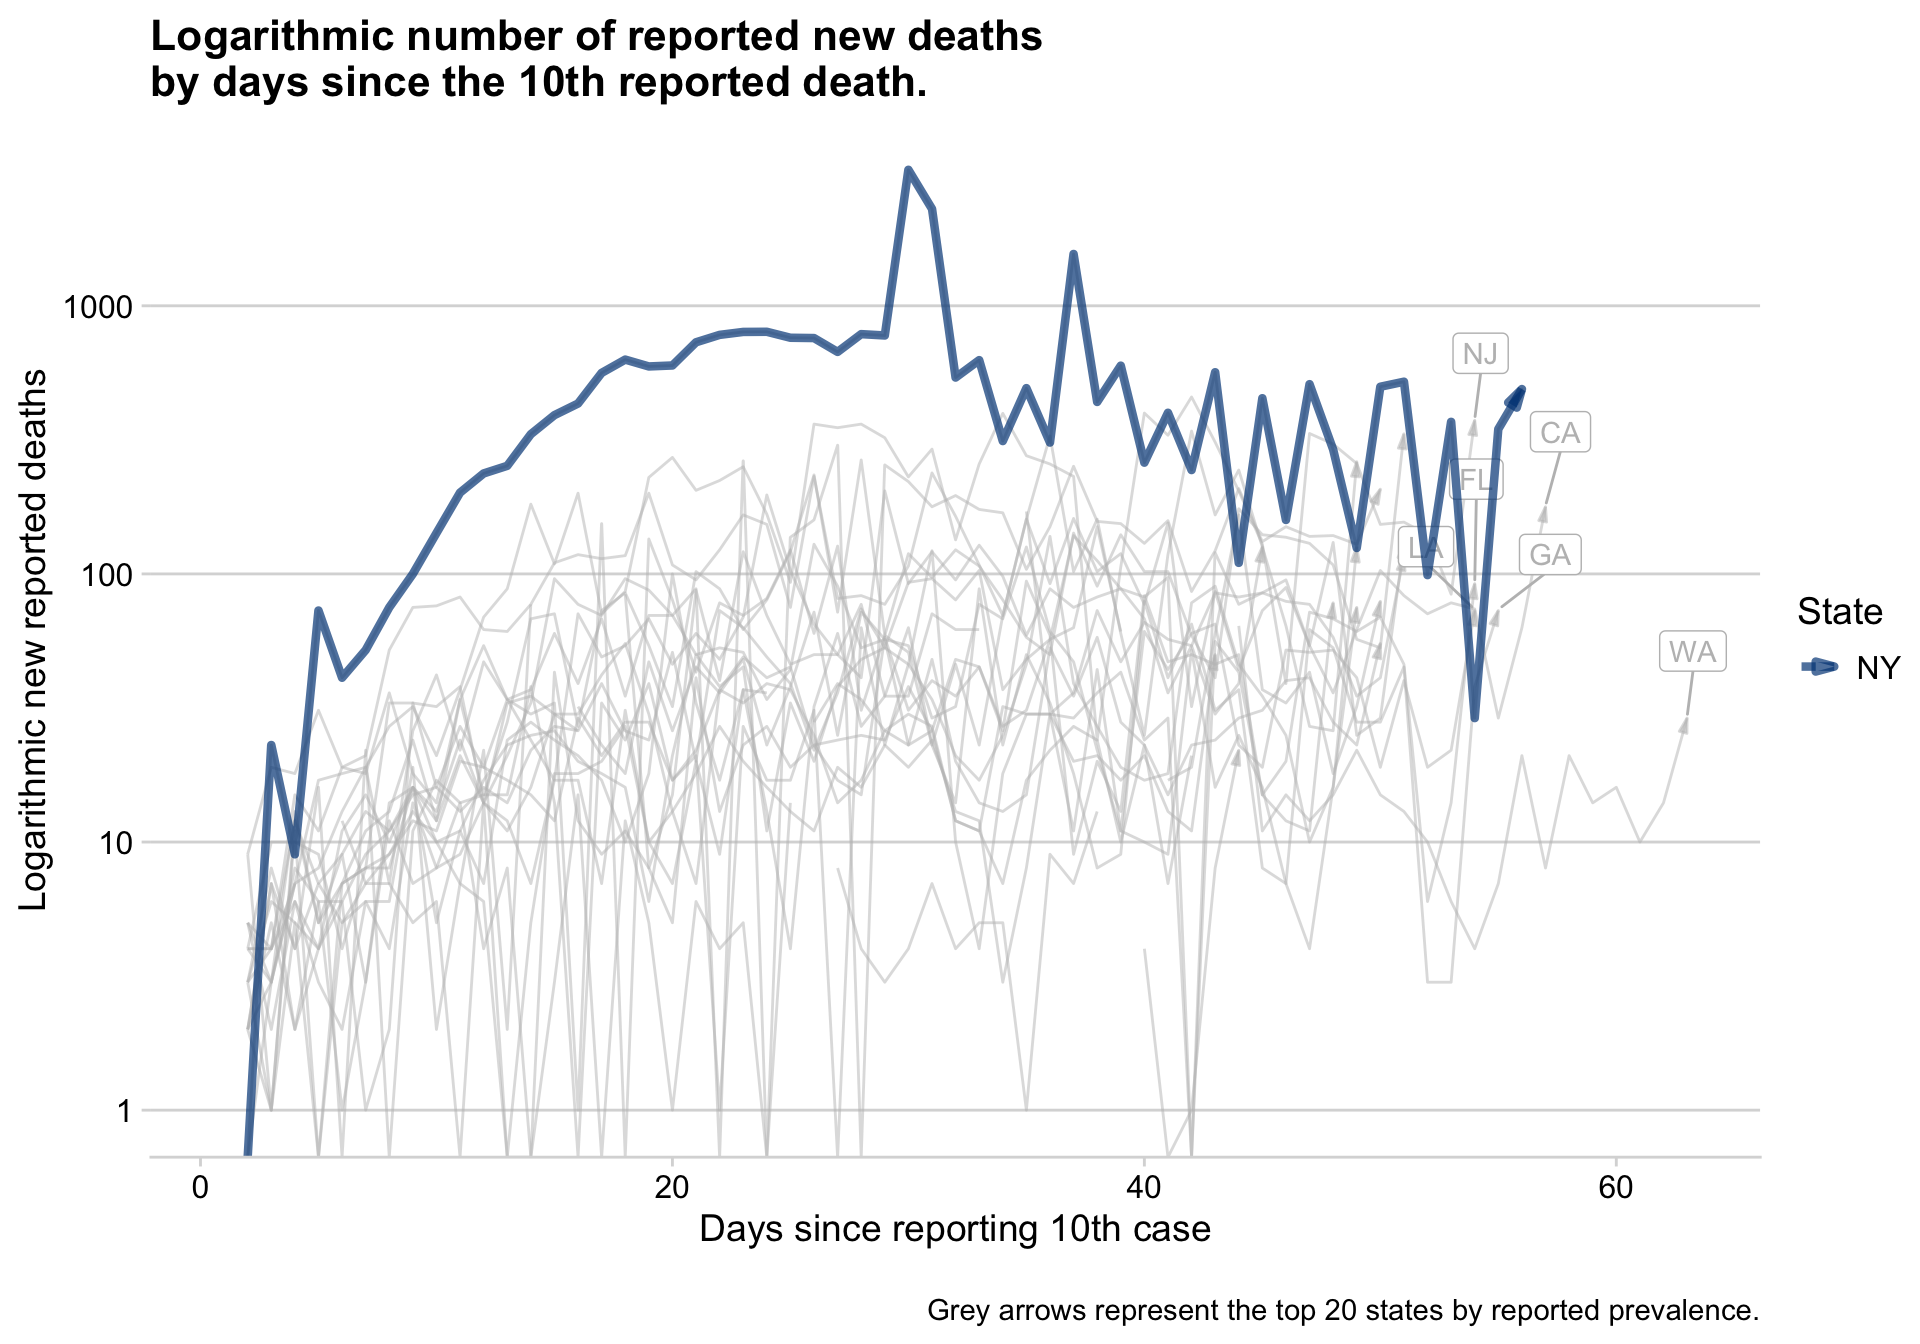 Logarithmic number of reported new deaths
by days since the 10th reported death.
Logarithmic new reported deaths
1000
100
10
1
NJ
CA
FL
LA
GA
WA
State
NY
0 20 40 60
Days since reporting 10th case
Grey arrows represent the top 20 states by reported prevalence.